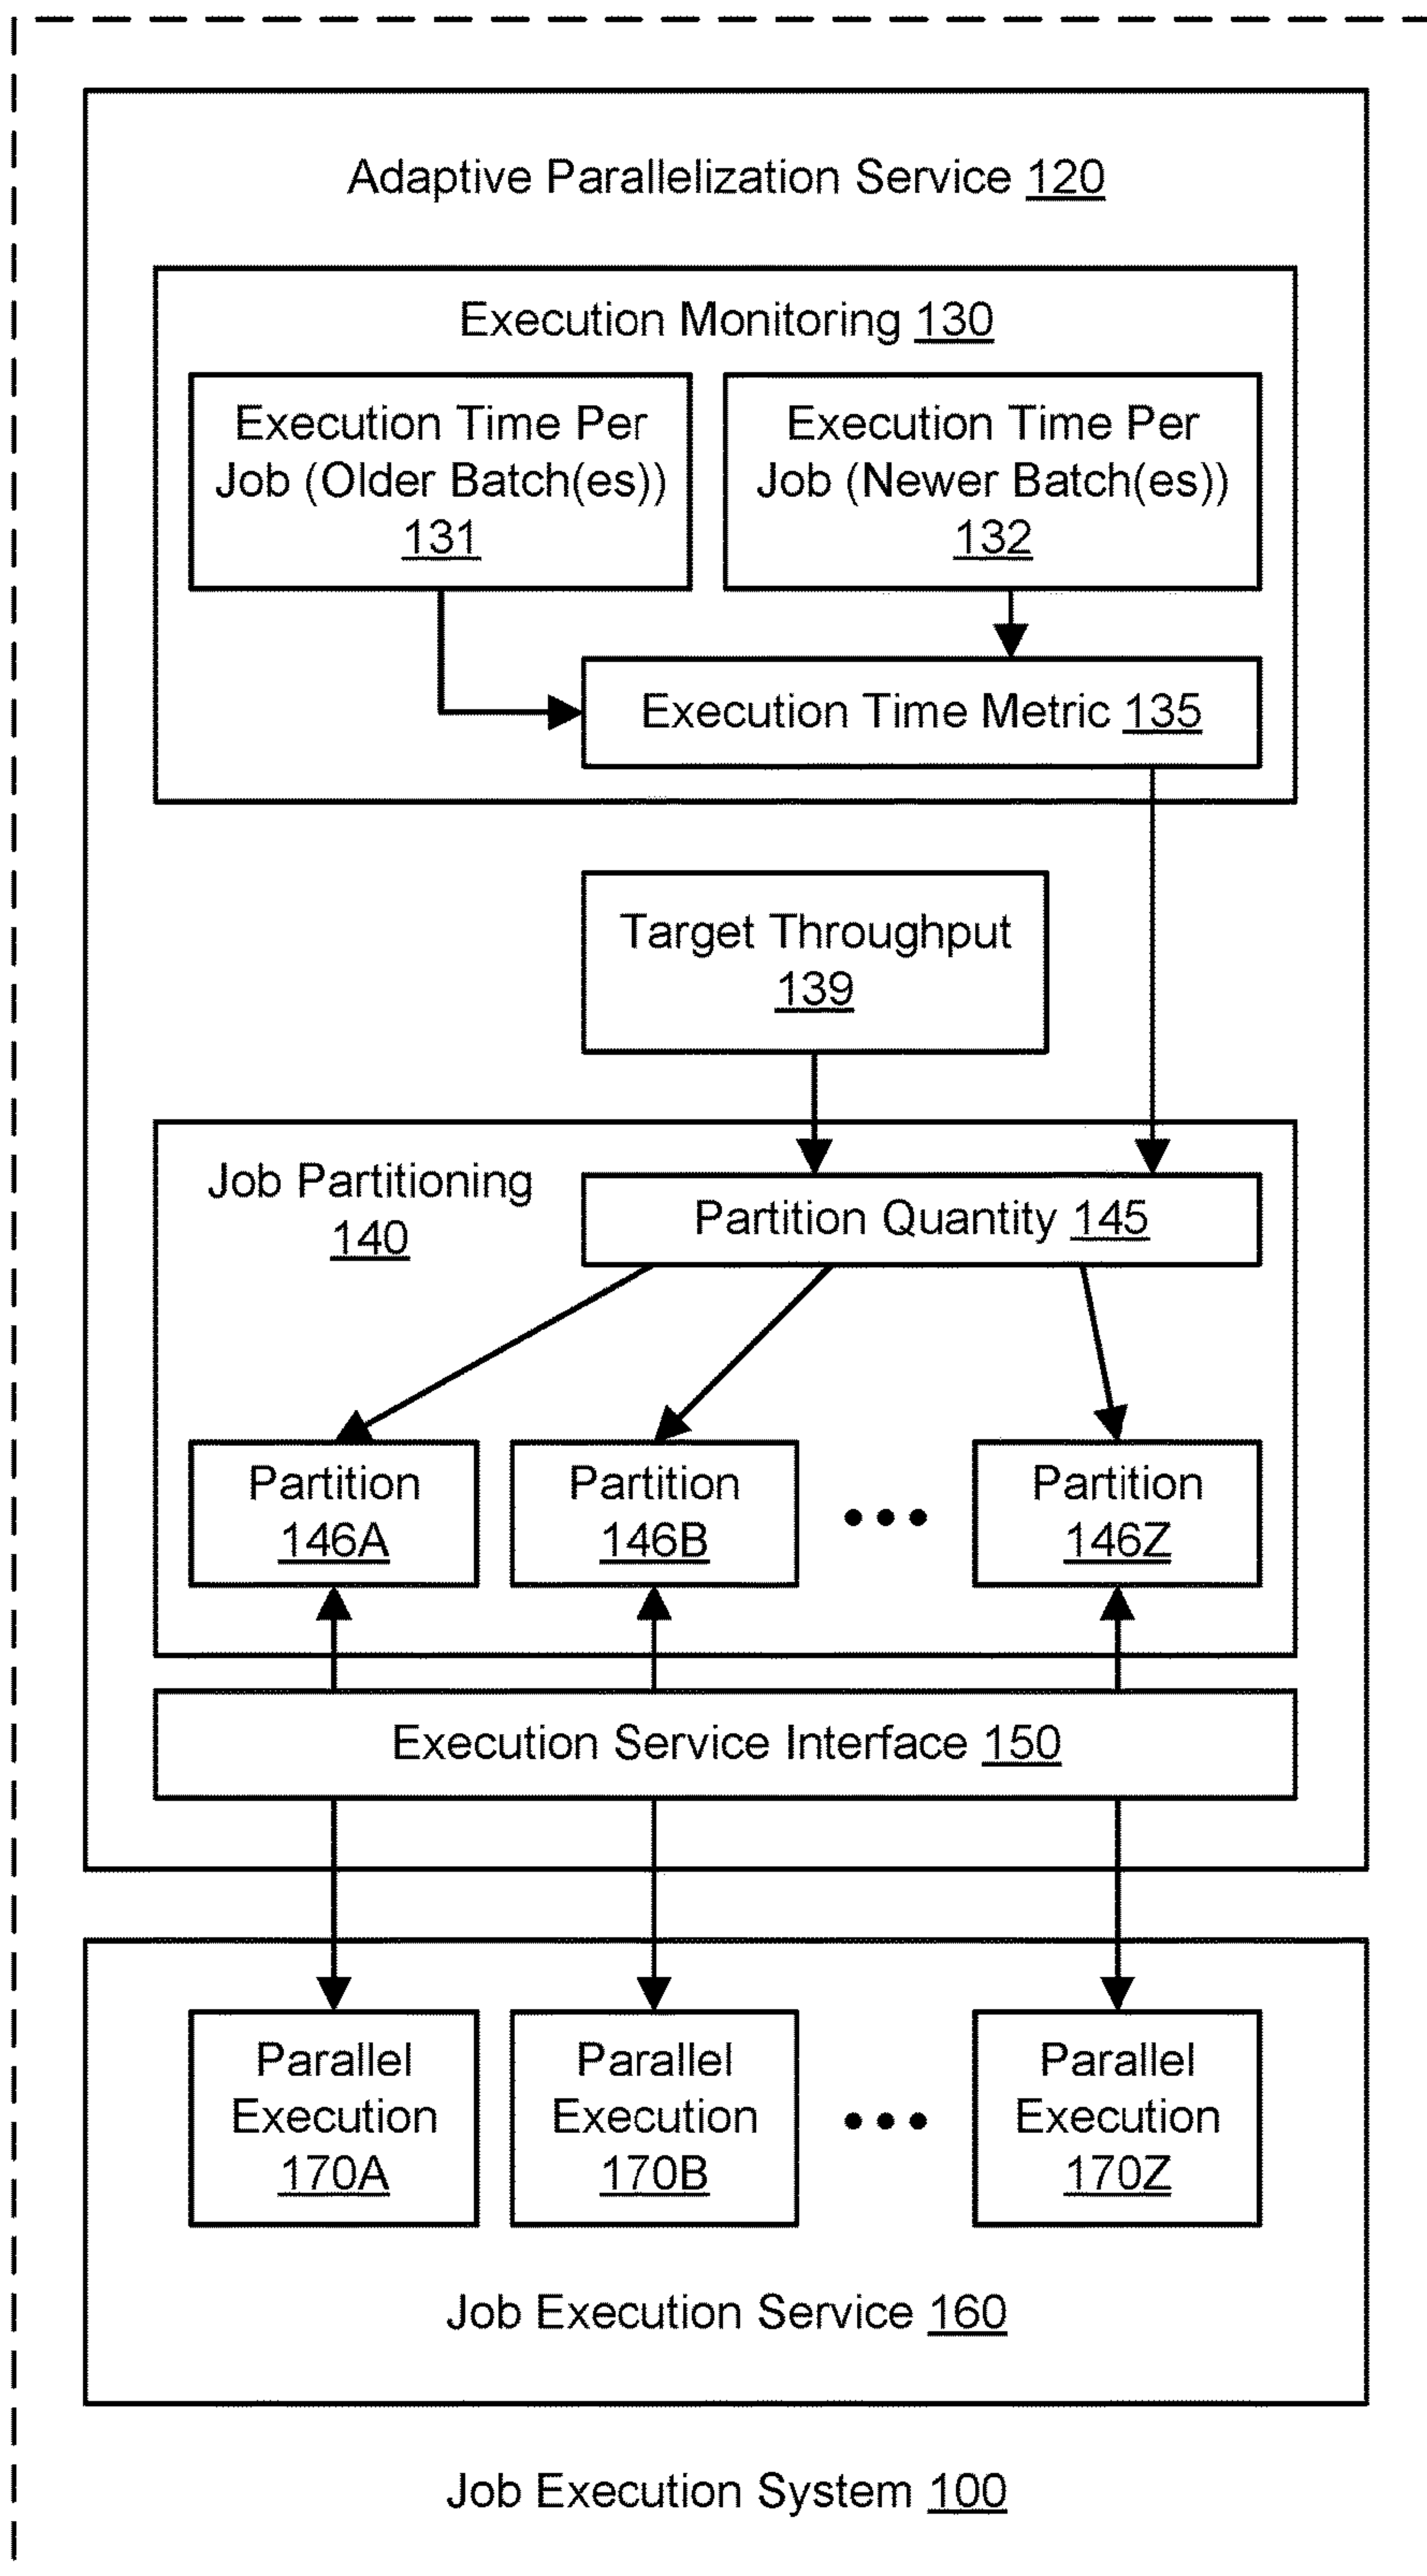 Adaptive Parallelization Service 120
Execution Monitoring 130
Execution Time Per
Job (Older Batch(es))
131
Execution Time Per
Job (Newer Batch(es))
132
Execution Time Metric 135
Target Throughput
139
Job Partitioning
140
Partition Quantity 145
Partition
146A
Partition
146B
Partition
146Z
Execution Service Interface 150
Parallel
Execution
170A
Parallel
Execution
170B
Parallel
Execution
170Z
Job Execution Service 160
Job Execution System 100